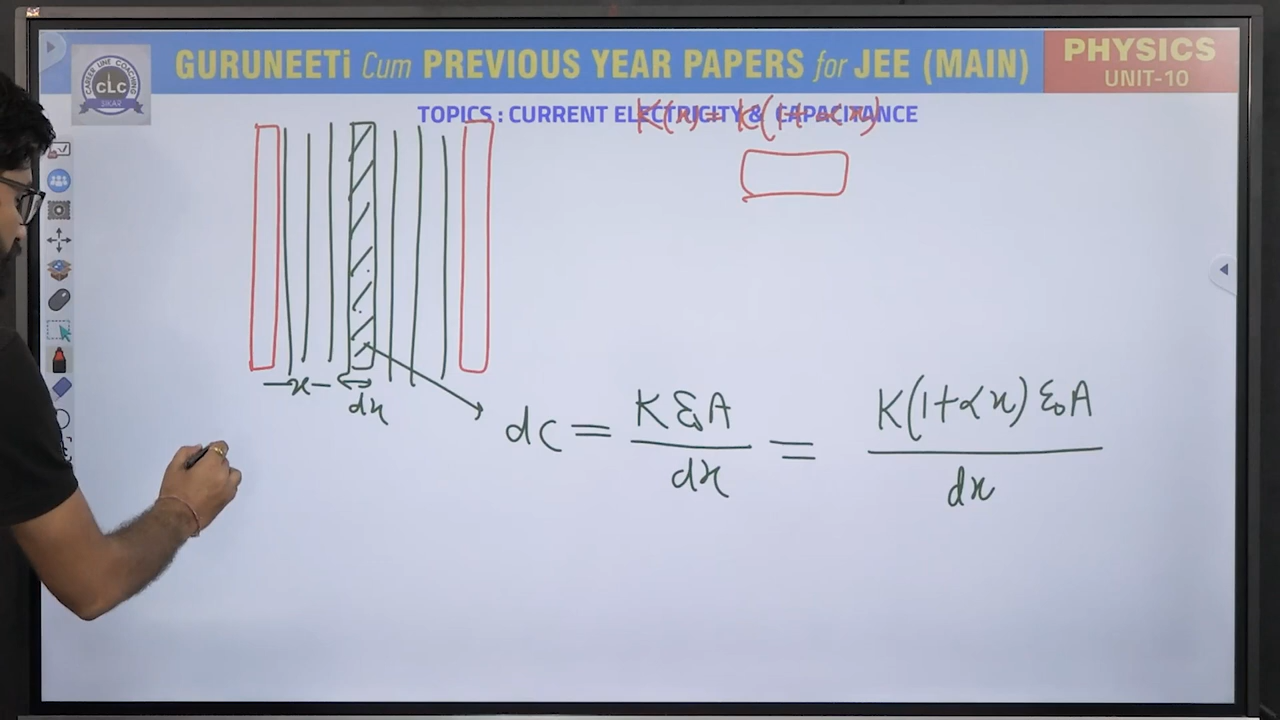 GURUNEETi Cum PREVIOUS YEAR PAPERS for JEE (MAIN)
PHYSICS
UNIT-10
CAREER LINE COACHING
CLC
SIKAR
TOPICS : CURRENT ELECTRICITY & CAPACITANCE
K(x) = K(1+αx)
x
dx
dC = Kε₀A/dx = K(1+αx)ε₀A/dx